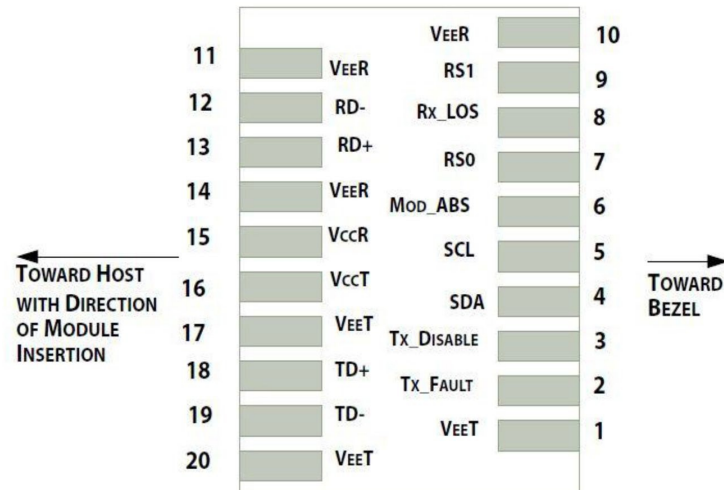 11 VEER
12 RD-
13 RD+
14 VEER
15 VCCR
16 VCCT
17 VEET
18 TD+
19 TD-
20 VEET
TOWARD HOST
WITH DIRECTION
OF MODULE
INSERTION
VEER 10
RS1 9
RX_LOS 8
RS0 7
MOD_ABS 6
SCL 5
SDA 4
TX_DISABLE 3
TX_FAULT 2
VEET 1
TOWARD
BEZEL